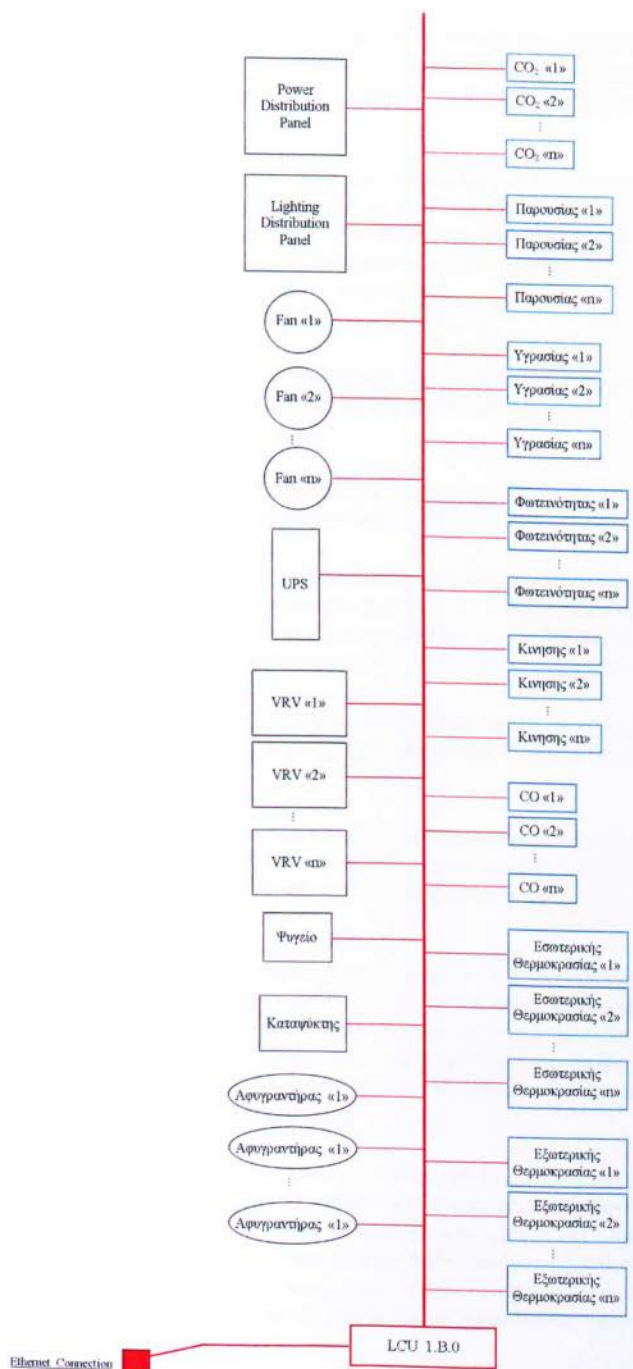 Power
Distribution
Panel
Lighting
Distribution
Panel
Fan «1»
Fan «2»
⋮
Fan «n»
UPS
VRV «1»
VRV «2»
⋮
VRV «n»
Ψυγείο
Καταψύκτης
Αφυγραντήρας «1»
Αφυγραντήρας «1»
⋮
Αφυγραντήρας «1»
CO₂ «1»
CO₂ «2»
⋮
CO₂ «n»
Παρουσίας «1»
Παρουσίας «2»
⋮
Παρουσίας «n»
Υγρασίας «1»
Υγρασίας «2»
⋮
Υγρασίας «n»
Φωτεινότητας «1»
Φωτεινότητας «2»
⋮
Φωτεινότητας «n»
Κινησης «1»
Κινησης «2»
⋮
Κινησης «n»
CO «1»
CO «2»
⋮
CO «n»
Εσωτερικής
Θερμοκρασίας «1»
Εσωτερικής
Θερμοκρασίας «2»
⋮
Εσωτερικής
Θερμοκρασίας «n»
Εξωτερικής
Θερμοκρασίας «1»
Εξωτερικής
Θερμοκρασίας «2»
⋮
Εξωτερικής
Θερμοκρασίας «n»
LCU 1.B.0
Ethernet Connection